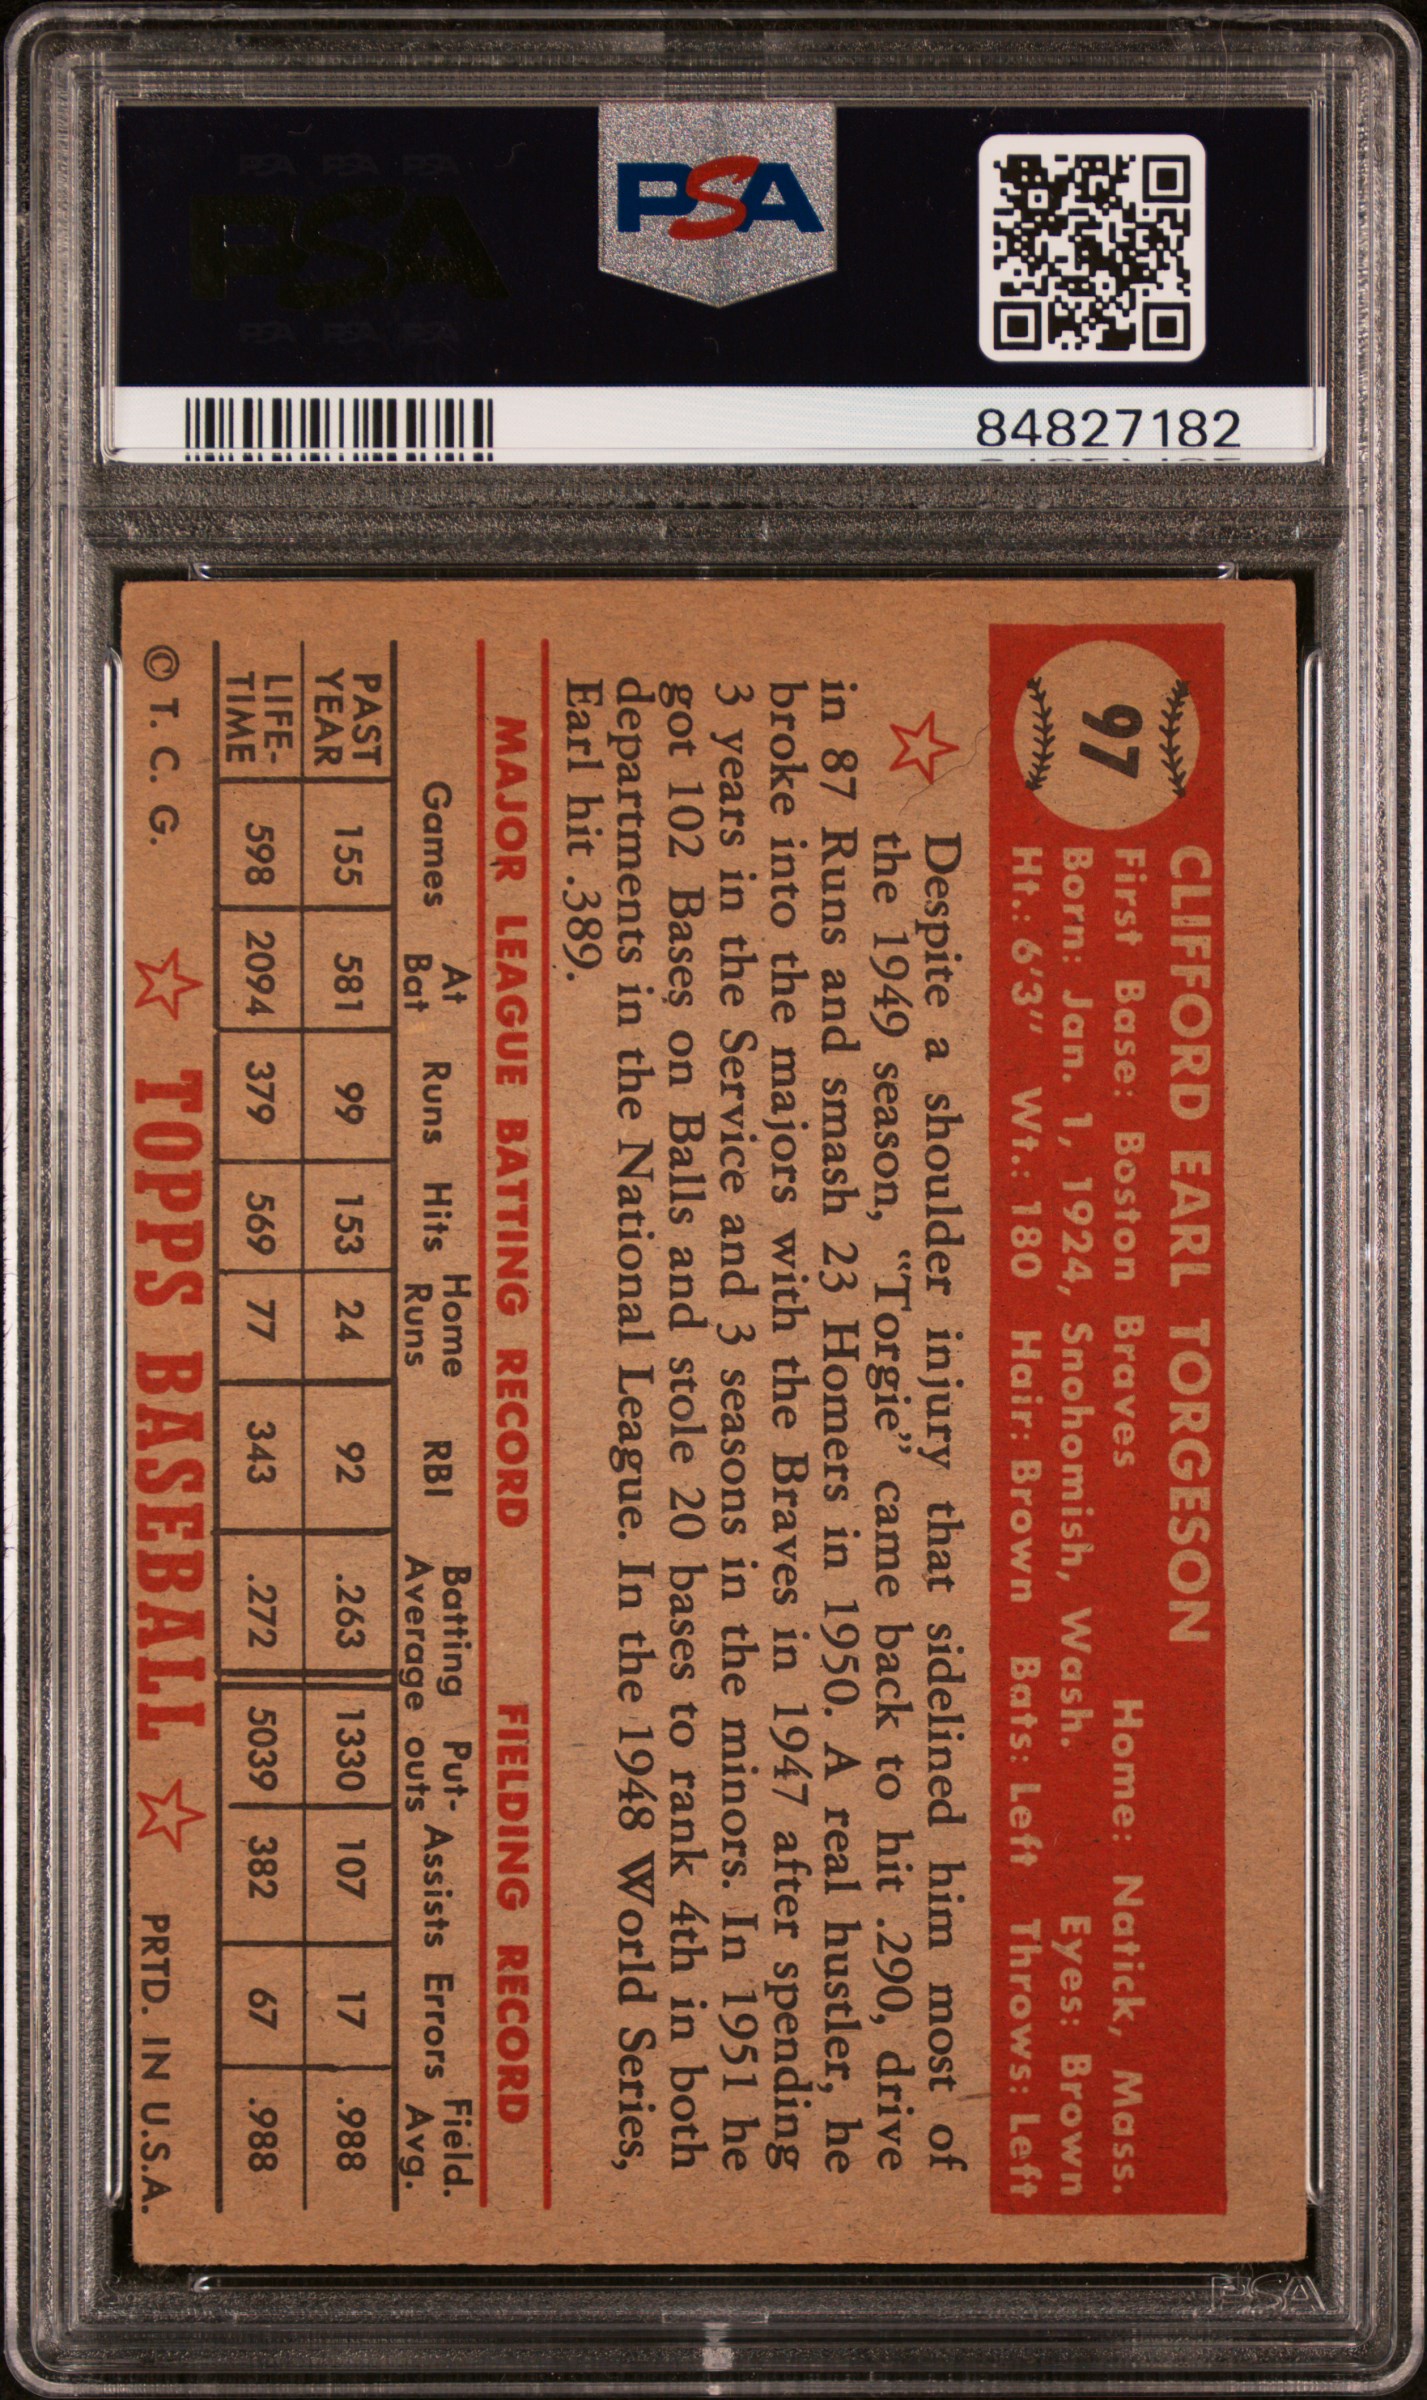 PSA PSA PSA
PSA
PSA PSA PSA
PSA
84827182
97
CLIFFORD EARL TORGESON
First Base: Boston Braves Home: Natick, Mass.
Born: Jan. 1, 1924, Snohomish, Wash. Eyes: Brown
Ht.: 6'3" Wt.: 180 Hair: Brown Bats: Left Throws: Left
Despite a shoulder injury that sidelined him most of
the 1949 season, "Torgie" came back to hit .290, drive
in 87 Runs and smash 23 Homers in 1950. A real hustler, he
broke into the majors with the Braves in 1947 after spending
3 years in the Service and 3 seasons in the minors. In 1951 he
got 102 Bases on Balls and stole 20 bases to rank 4th in both
departments in the National League. In the 1948 World Series,
Earl hit .389.
MAJOR LEAGUE BATTING RECORD FIELDING RECORD
Games At Bat Runs Hits Home Runs RBI Batting Average Put-outs Assists Errors Field. Avg.
PAST YEAR 155 581 99 153 24 92 .263 1330 107 17 .988
LIFE-TIME 598 2094 379 569 77 343 .272 5039 382 67 .988
© T. C. G. TOPPS BASEBALL PRTD. IN U.S.A.
PSA